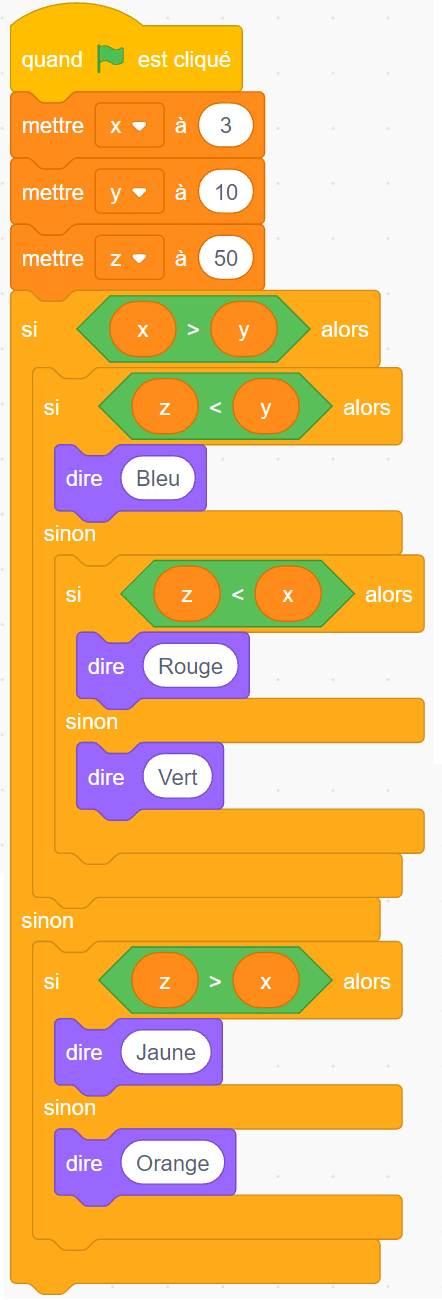 quand est cliqué
mettre x à 3
mettre y à 10
mettre z à 50
si x > y alors
si z < y alors
dire Bleu
sinon
si z < x alors
dire Rouge
sinon
dire Vert
sinon
si z > x alors
dire Jaune
sinon
dire Orange